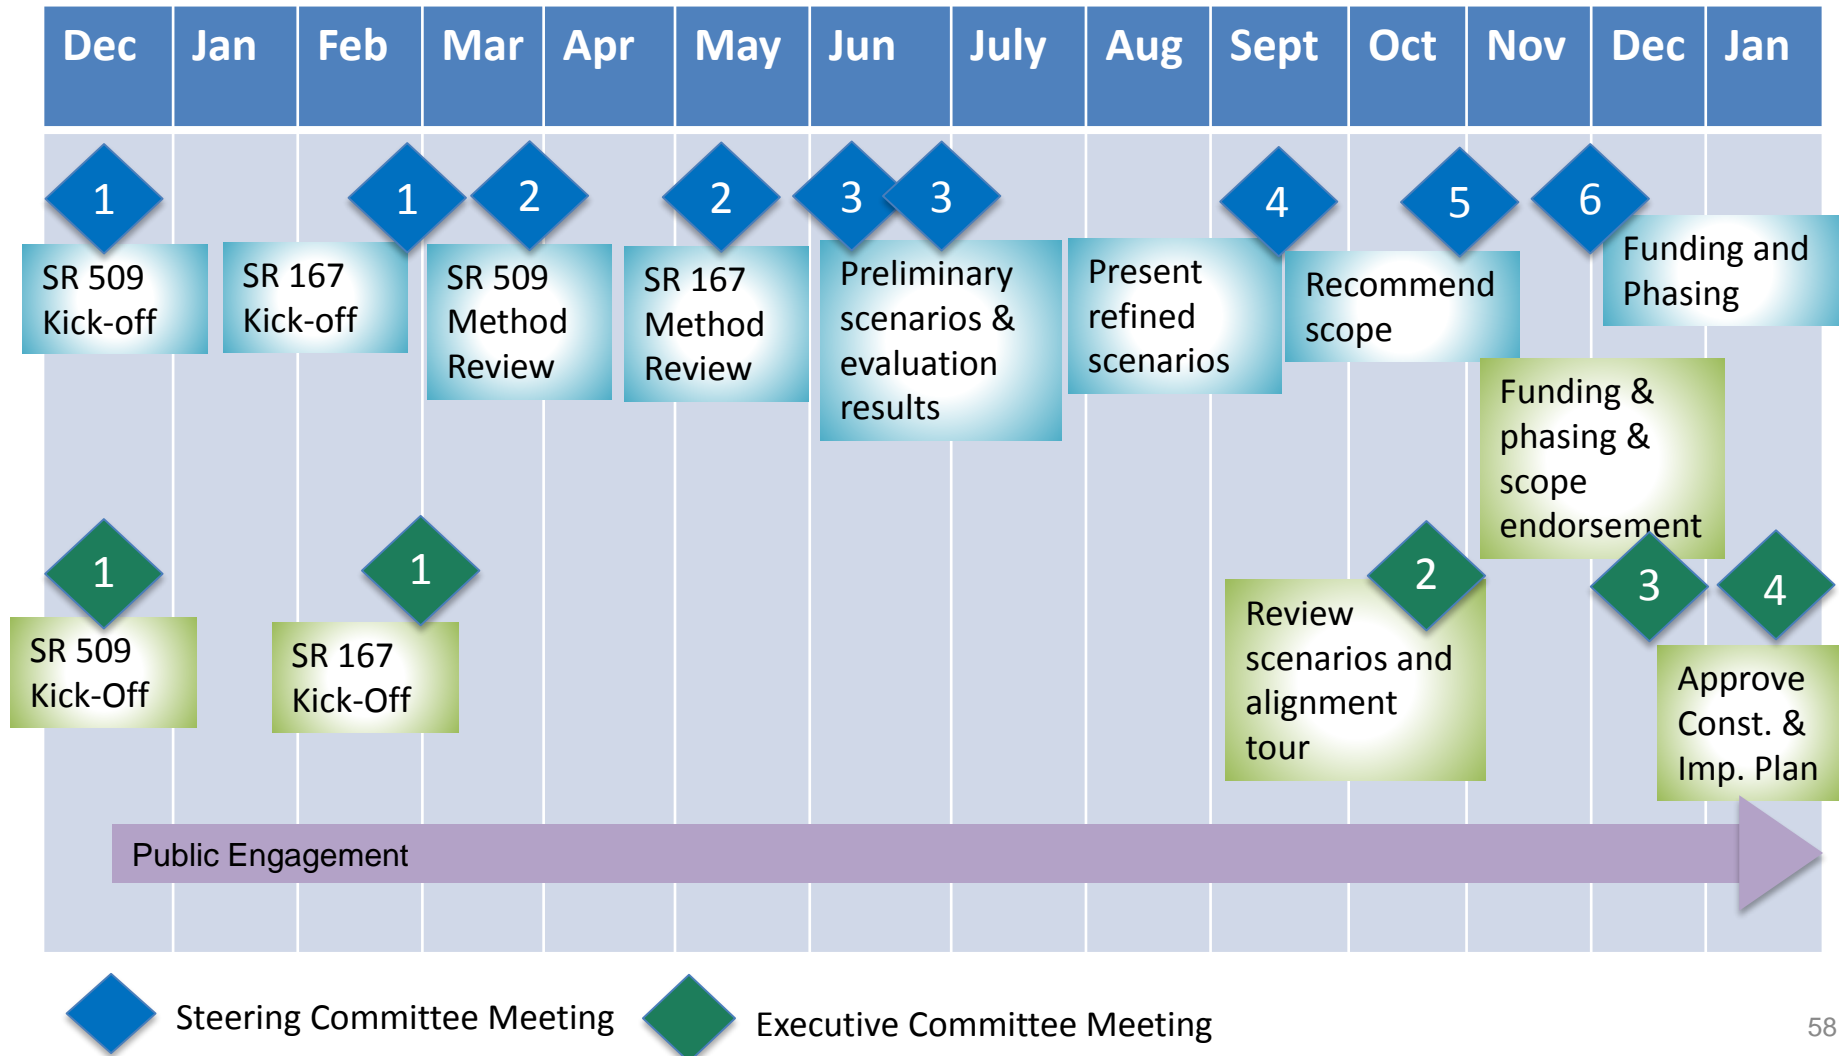 Dec Jan Feb Mar Apr May Jun July Aug Sept Oct Nov Dec Jan
1 1 2 2 3 3 4 5 6
SR 509
Kick-off
SR 167
Kick-off
SR 509
Method
Review
SR 167
Method
Review
Preliminary
scenarios &
evaluation
results
Present
refined
scenarios
Recommend
scope
Funding and
Phasing
Funding &
phasing &
scope
endorsement
1 1 2 3 4
SR 509
Kick-Off
SR 167
Kick-Off
Review
scenarios and
alignment
tour
Approve
Const. &
Imp. Plan
Public Engagement
Steering Committee Meeting
Executive Committee Meeting
58